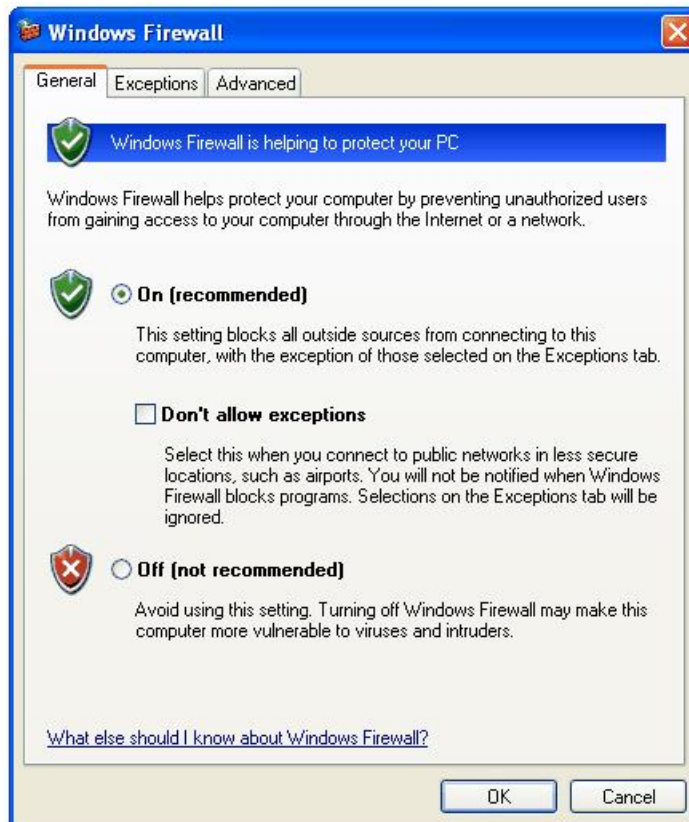 Windows Firewall
General
Exceptions
Advanced
Windows Firewall is helping to protect your PC
Windows Firewall helps protect your computer by preventing unauthorized users
from gaining access to your computer through the Internet or a network.
On (recommended)
This setting blocks all outside sources from connecting to this
computer, with the exception of those selected on the Exceptions tab.
Don't allow exceptions
Select this when you connect to public networks in less secure
locations, such as airports. You will not be notified when Windows
Firewall blocks programs. Selections on the Exceptions tab will be
ignored.
Off (not recommended)
Avoid using this setting. Turning off Windows Firewall may make this
computer more vulnerable to viruses and intruders.
What else should I know about Windows Firewall?
OK
Cancel